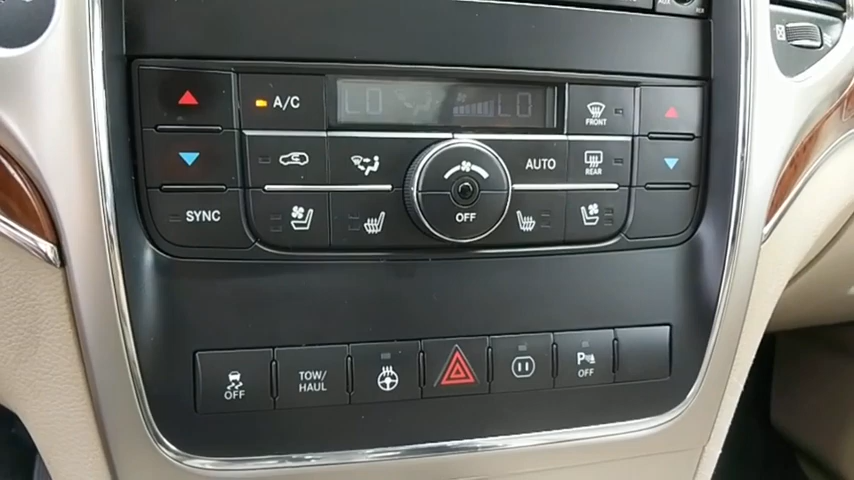 A/C
LO
LO
FRONT
AUTO
REAR
SYNC
OFF
OFF
TOW/
HAUL
P
OFF